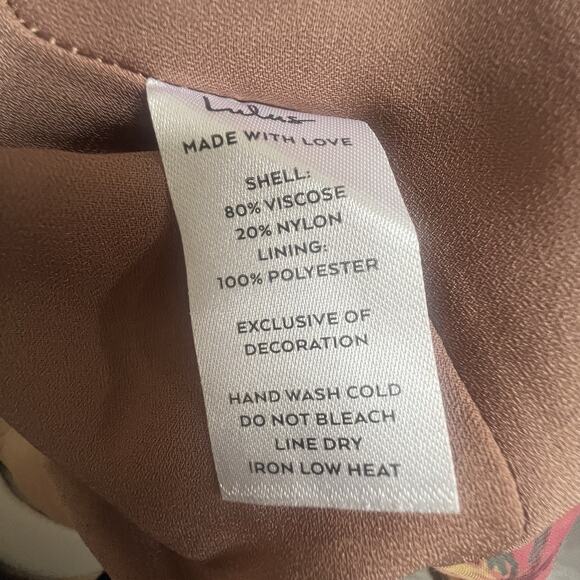 Lulus
MADE WITH LOVE
SHELL:
80% VISCOSE
20% NYLON
LINING:
100% POLYESTER
EXCLUSIVE OF
DECORATION
HAND WASH COLD
DO NOT BLEACH
LINE DRY
IRON LOW HEAT